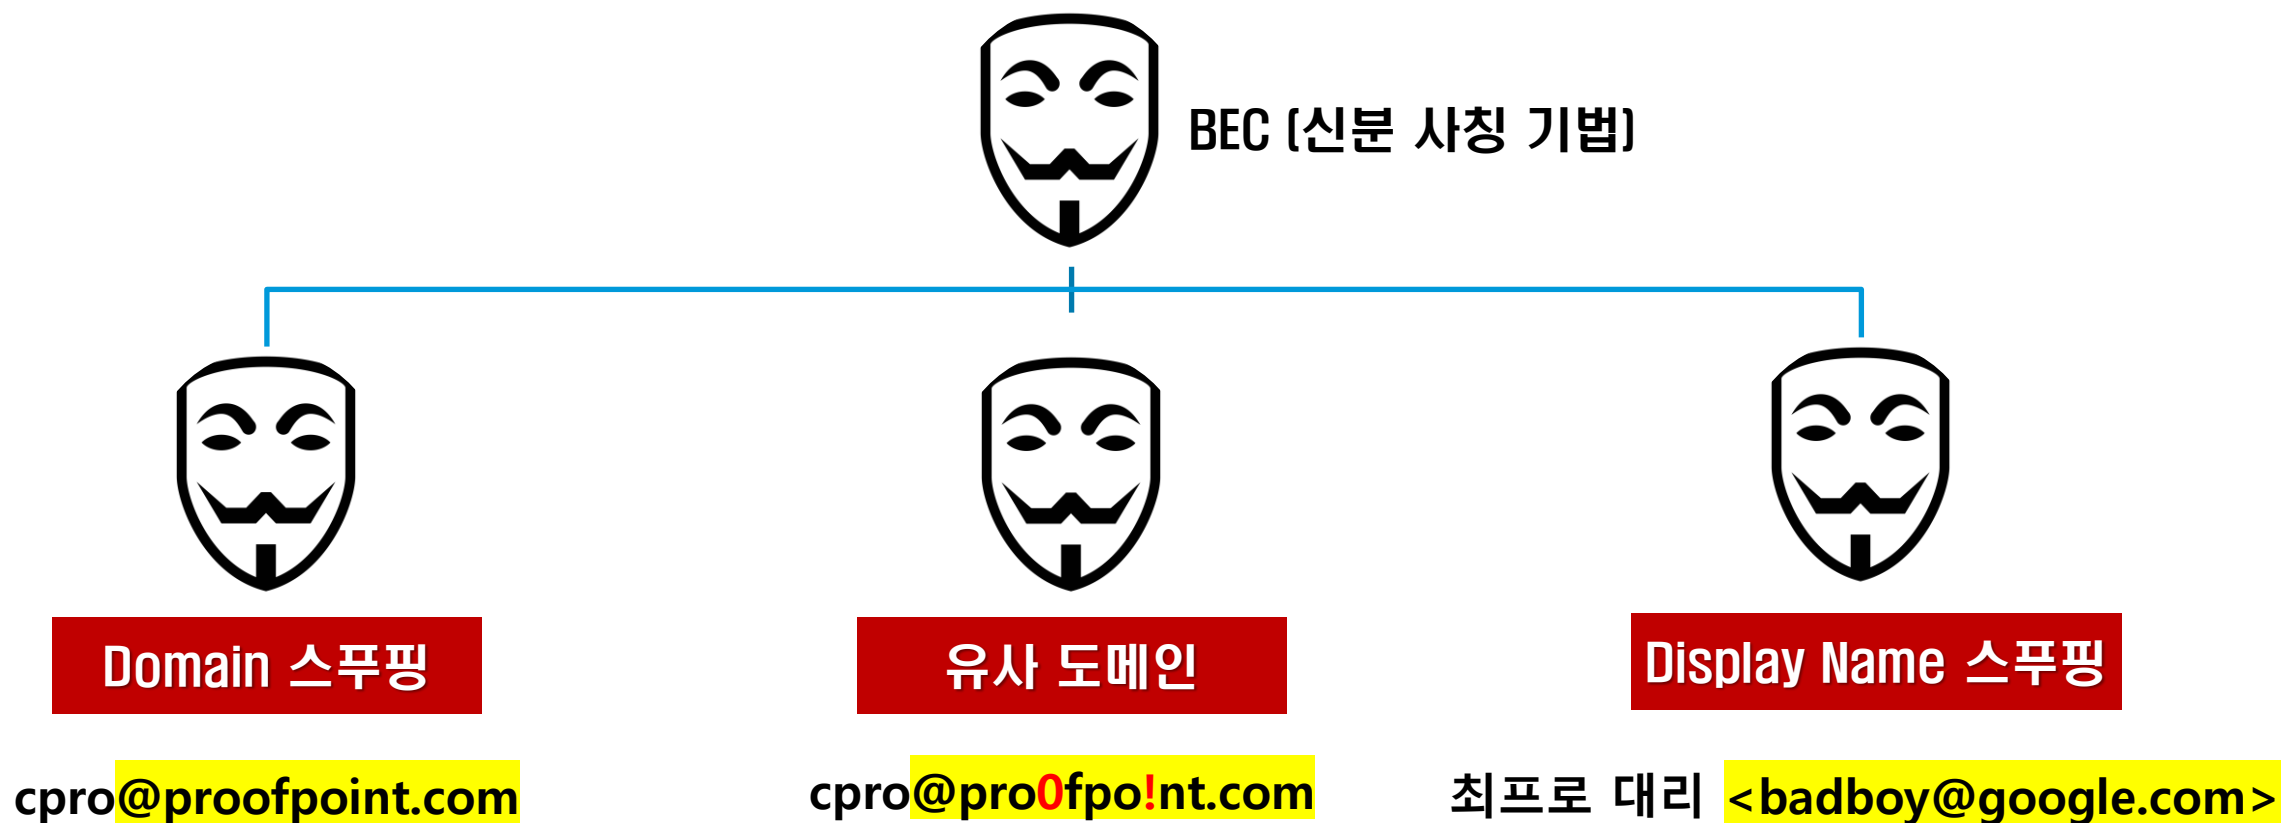 BEC (신분 사칭 기법)
Domain 스푸핑
유사 도메인
Display Name 스푸핑
cpro@proofpoint.com
cpro@pro0fpo!nt.com
최프로 대리 <badboy@google.com>